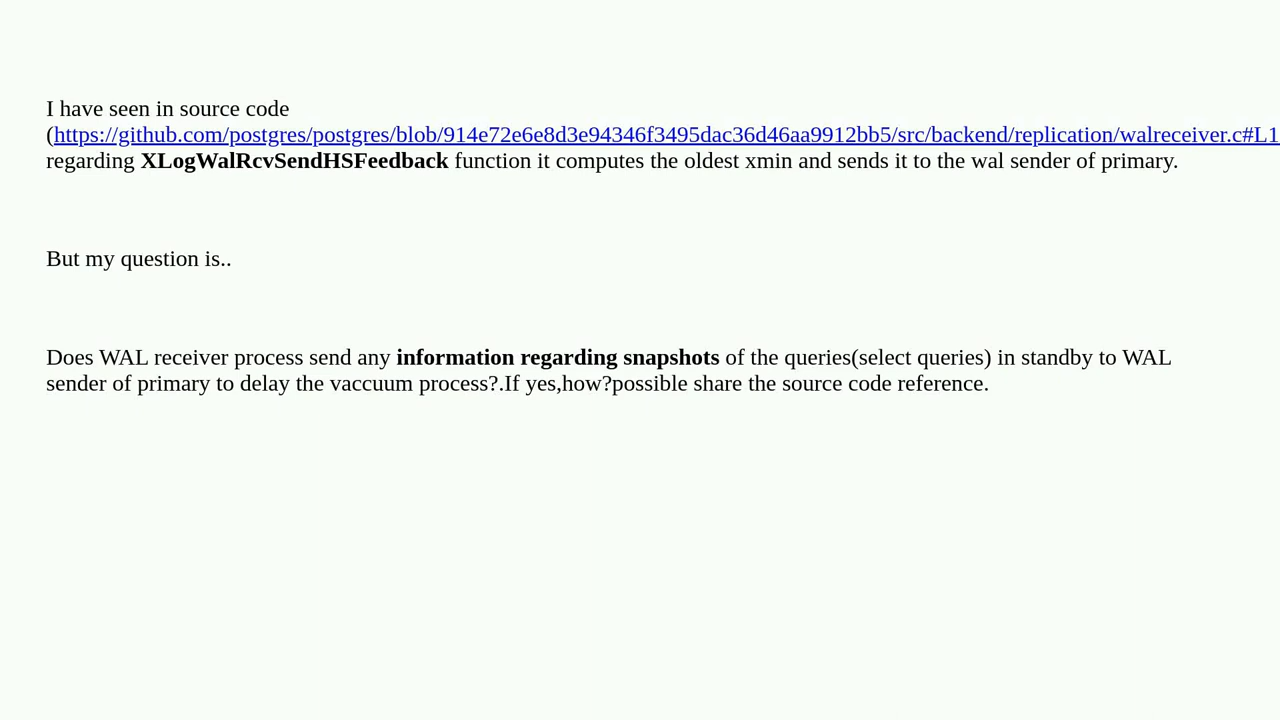 I have seen in source code
(https://github.com/postgres/postgres/blob/914e72e6e8d3e94346f3495dac36d46aa9912bb5/src/backend/replication/walreceiver.c#L1
regarding XLogWalRcvSendHSFeedback function it computes the oldest xmin and sends it to the wal sender of primary.
But my question is..
Does WAL receiver process send any information regarding snapshots of the queries(select queries) in standby to WAL
sender of primary to delay the vaccuum process?.If yes,how?possible share the source code reference.